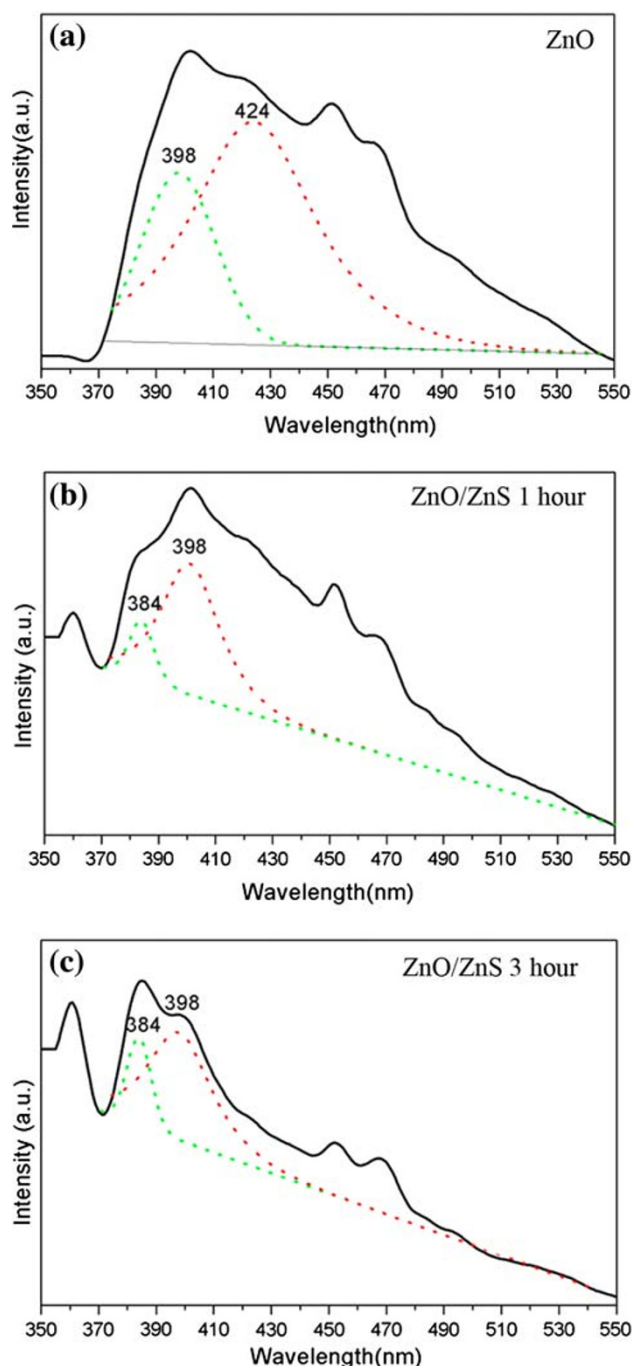 (a)
ZnO
424
398
Intensity(a.u.)
350 370 390 410 430 450 470 490 510 530 550
Wavelength(nm)
(b)
ZnO/ZnS 1 hour
398
384
Intensity (a.u.)
350 370 390 410 430 450 470 490 510 530 550
Wavelength(nm)
(c)
ZnO/ZnS 3 hour
398
384
Intensity (a.u.)
350 370 390 410 430 450 470 490 510 530 550
Wavelength(nm)